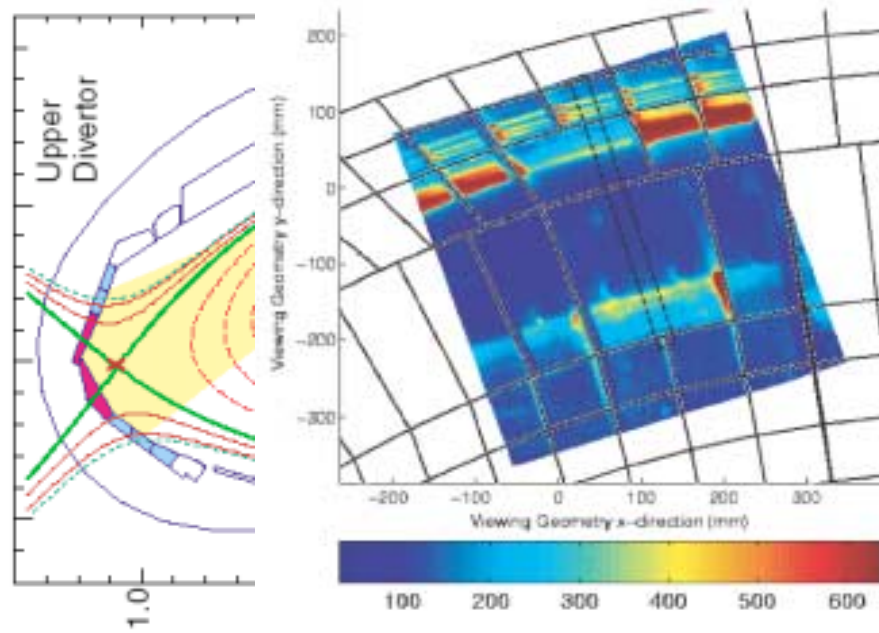 Upper
Divertor
1.0
200
100
0
-100
-200
-300
Viewing Geometry y-direction (mm)
-200 -100 0 100 200 300
Viewing Geometry x-direction (mm)
100 200 300 400 500 600